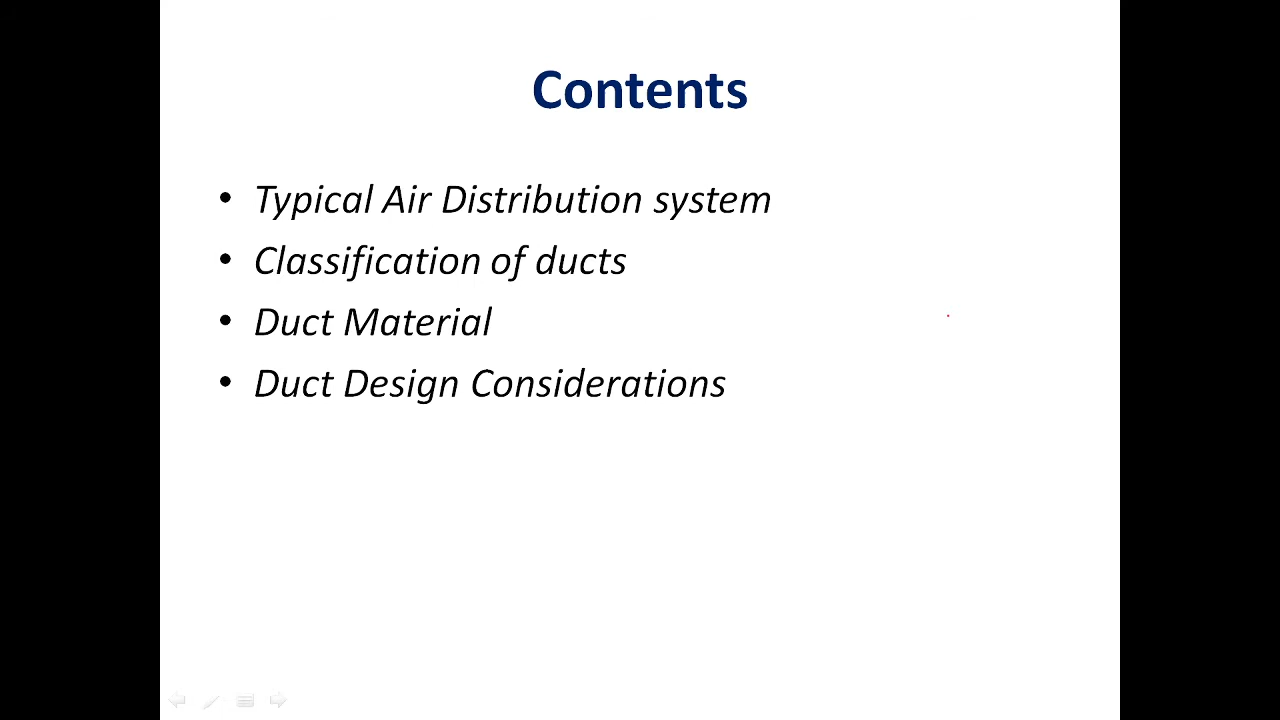 Contents
• Typical Air Distribution system
• Classification of ducts
• Duct Material
• Duct Design Considerations